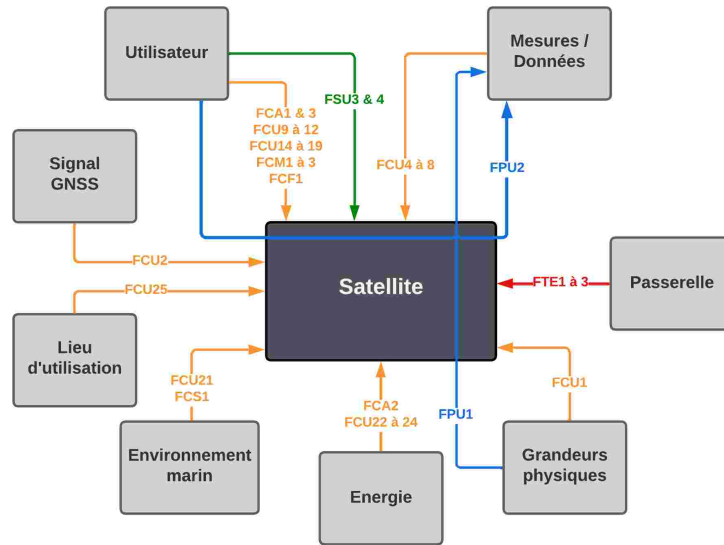 Utilisateur
Mesures /
Données
FSU3 & 4
FCA1 & 3
FCU9 à 12
FCU14 à 19
FCM1 à 3
FCF1
FCU4 à 8
FPU2
Signal
GNSS
FCU2
Satellite
FTE1 à 3
Passerelle
FCU25
Lieu
d'utilisation
FCU21
FCS1
FCA2
FCU22 à 24
FPU1
FCU1
Environnement
marin
Energie
Grandeurs
physiques